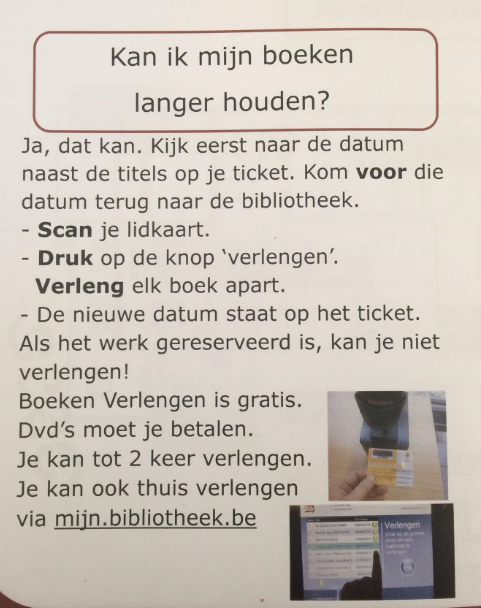 Kan ik mijn boeken
langer houden?
Ja, dat kan. Kijk eerst naar de datum
naast de titels op je ticket. Kom voor die
datum terug naar de bibliotheek.
- Scan je lidkaart.
- Druk op de knop ‘verlengen’.
Verleng elk boek apart.
- De nieuwe datum staat op het ticket.
Als het werk gereserveerd is, kan je niet
verlengen!
Boeken Verlengen is gratis.
Dvd’s moet je betalen.
Je kan tot 2 keer verlengen.
Je kan ook thuis verlengen
via mijn.bibliotheek.be
Verlengen